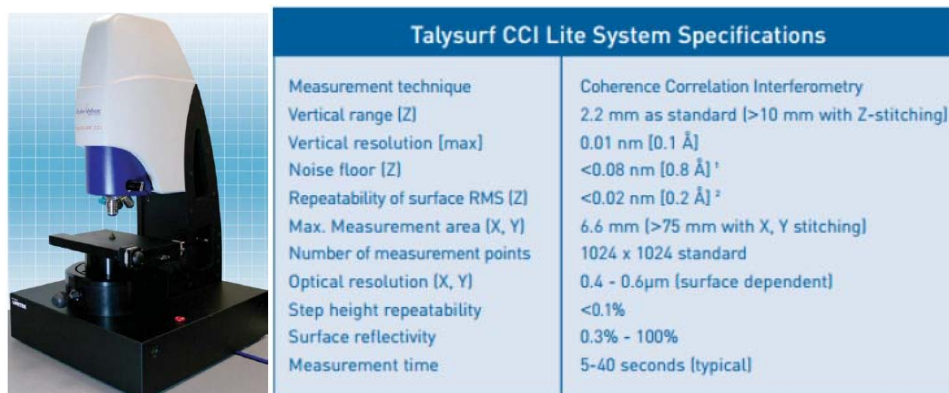 Talysurf CCI Lite System Specifications
Measurement technique Coherence Correlation Interferometry
Vertical range (Z) 2.2 mm as standard (>10 mm with Z-stitching)
Vertical resolution [max] 0.01 nm [0.1 Å]
Noise floor (Z) <0.08 nm [0.8 Å] ¹
Repeatability of surface RMS (Z) <0.02 nm [0.2 Å] ²
Max. Measurement area (X, Y) 6.6 mm (>75 mm with X, Y stitching)
Number of measurement points 1024 x 1024 standard
Optical resolution (X, Y) 0.4 - 0.6µm (surface dependent)
Step height repeatability <0.1%
Surface reflectivity 0.3% - 100%
Measurement time 5-40 seconds (typical)